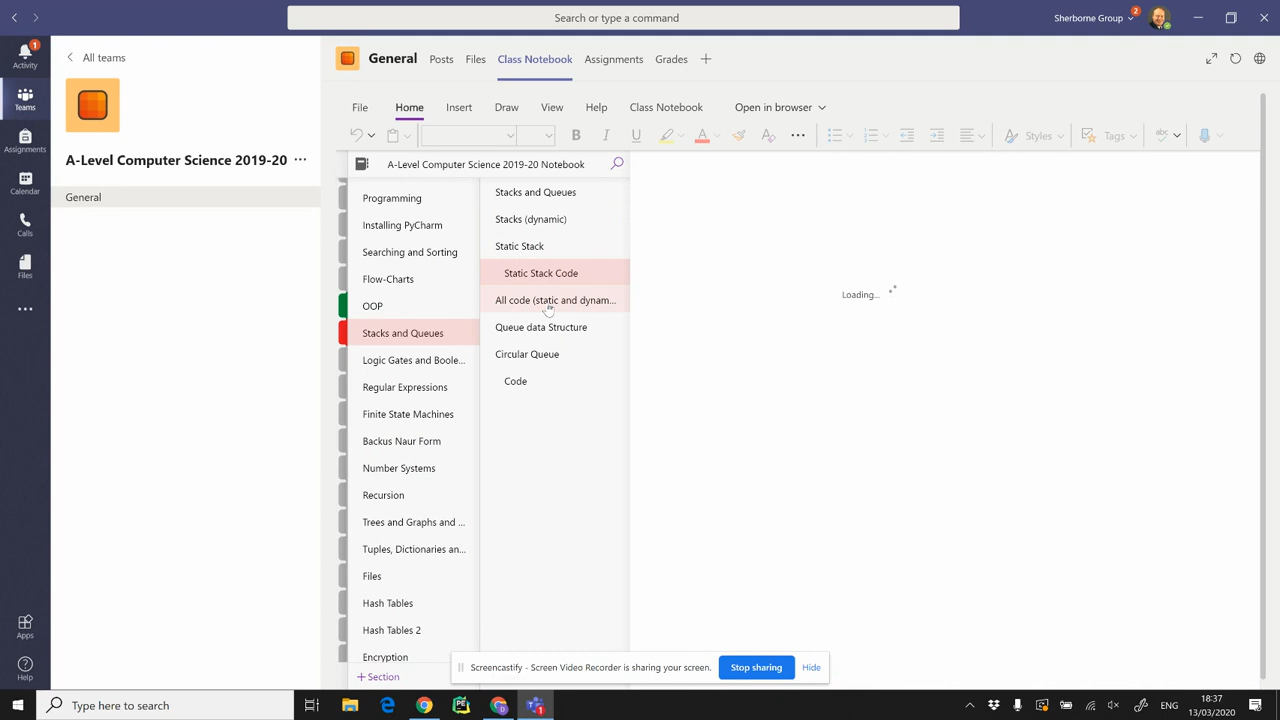 Search or type a command
Sherborne Group
2
1
Activity
Teams
Assignments
Calendar
Calls
Files
Apps
Help
All teams
A-Level Computer Science 2019-20 ...
General
General
Posts
Files
Class Notebook
Assignments
Grades
File
Home
Insert
Draw
View
Help
Class Notebook
Open in browser
B I U A
Styles
Tags
abc
A-Level Computer Science 2019-20 Notebook
Programming
Installing PyCharm
Searching and Sorting
Flow-Charts
OOP
Stacks and Queues
Logic Gates and Boole...
Regular Expressions
Finite State Machines
Backus Naur Form
Number Systems
Recursion
Trees and Graphs and ...
Tuples, Dictionaries an...
Files
Hash Tables
Hash Tables 2
Encryption
+ Section
Stacks and Queues
Stacks (dynamic)
Static Stack
Static Stack Code
All code (static and dynam...
Queue data Structure
Circular Queue
Code
Loading...
Screencastify - Screen Video Recorder is sharing your screen.
Stop sharing
Hide
Type here to search
ENG
18:37
13/03/2020